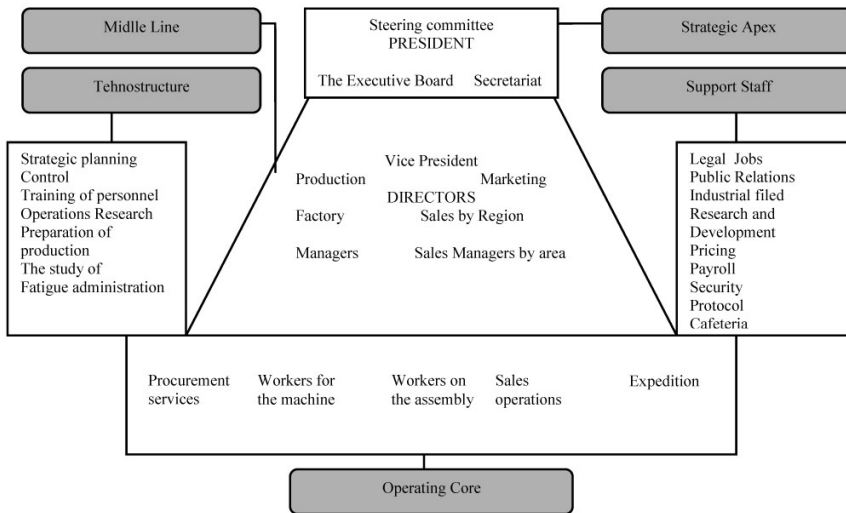 Midlle Line
Steering committee
PRESIDENT
The Executive Board Secretariat
Strategic Apex
Tehnostructure
Support Staff
Strategic planning
Control
Training of personnel
Operations Research
Preparation of
production
The study of
Fatigue administration
Vice President
Production Marketing
DIRECTORS
Factory Sales by Region
Managers Sales Managers by area
Legal Jobs
Public Relations
Industrial filed
Research and
Development
Pricing
Payroll
Security
Protocol
Cafeteria
Procurement
services
Workers for
the machine
Workers on
the assembly
Sales
operations
Expedition
Operating Core